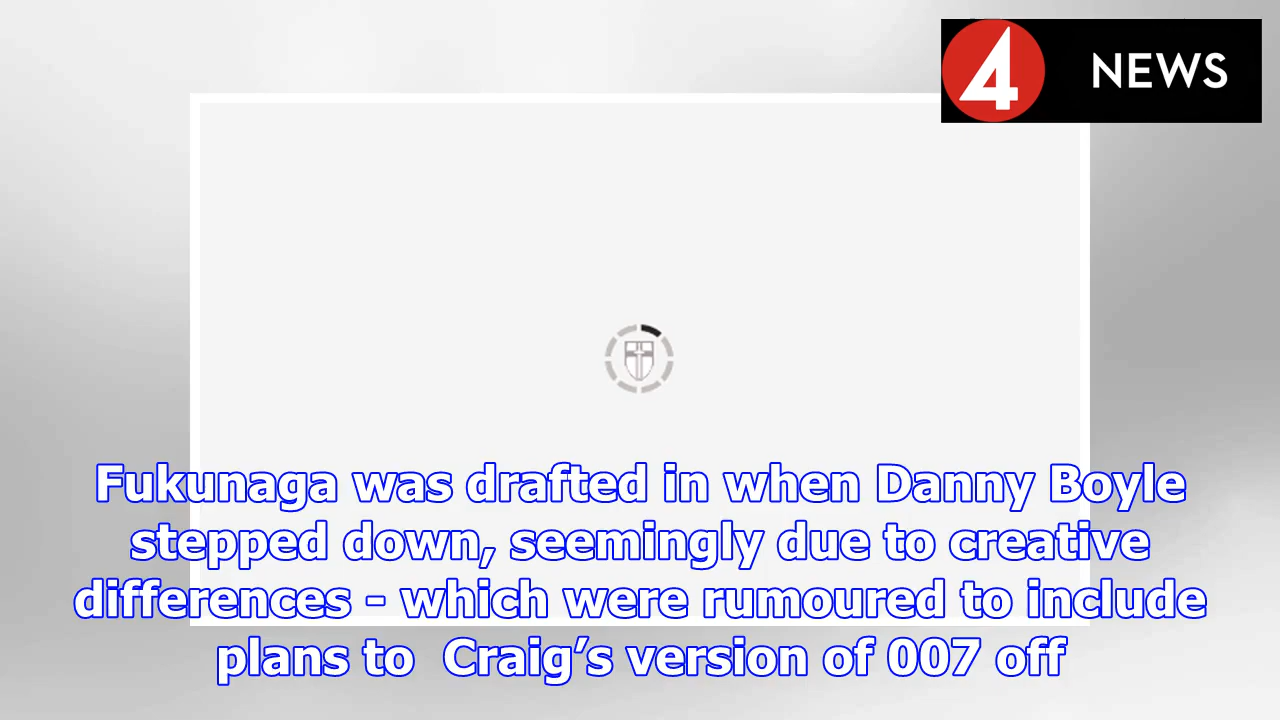 4 NEWS
Fukunaga was drafted in when Danny Boyle
stepped down, seemingly due to creative
differences - which were rumoured to include
plans to  Craig’s version of 007 off